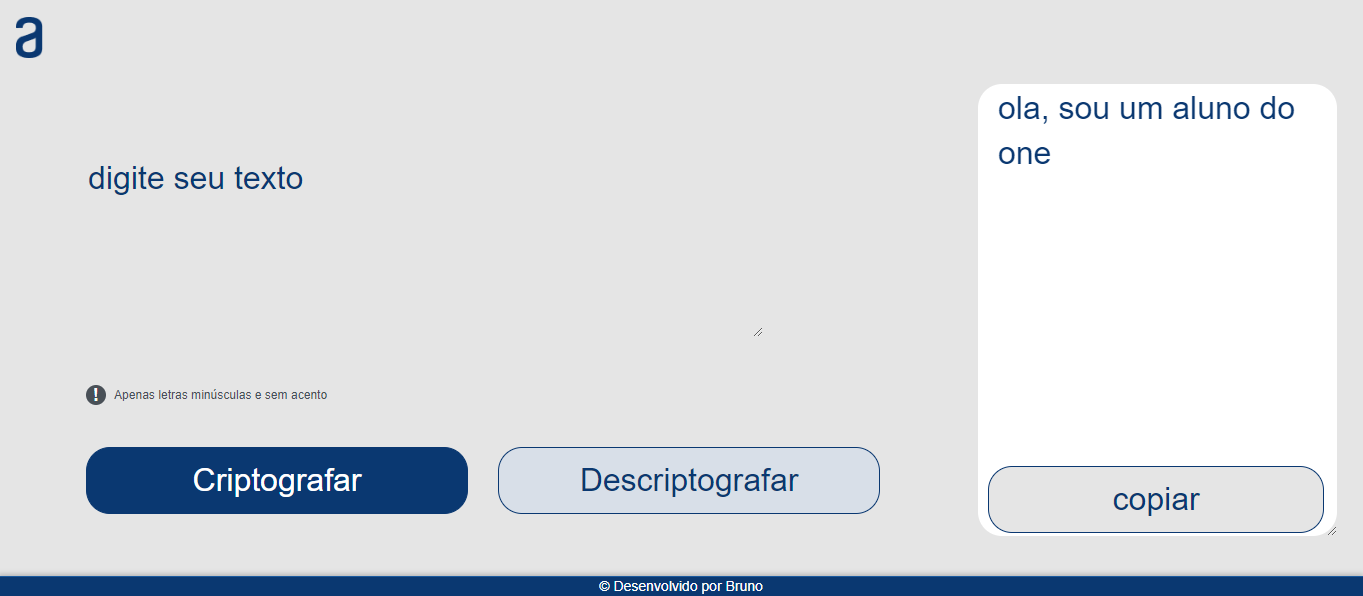 a
digite seu texto
ola, sou um aluno do
one
! Apenas letras minúsculas e sem acento
Criptografar
Descriptografar
copiar
© Desenvolvido por Bruno